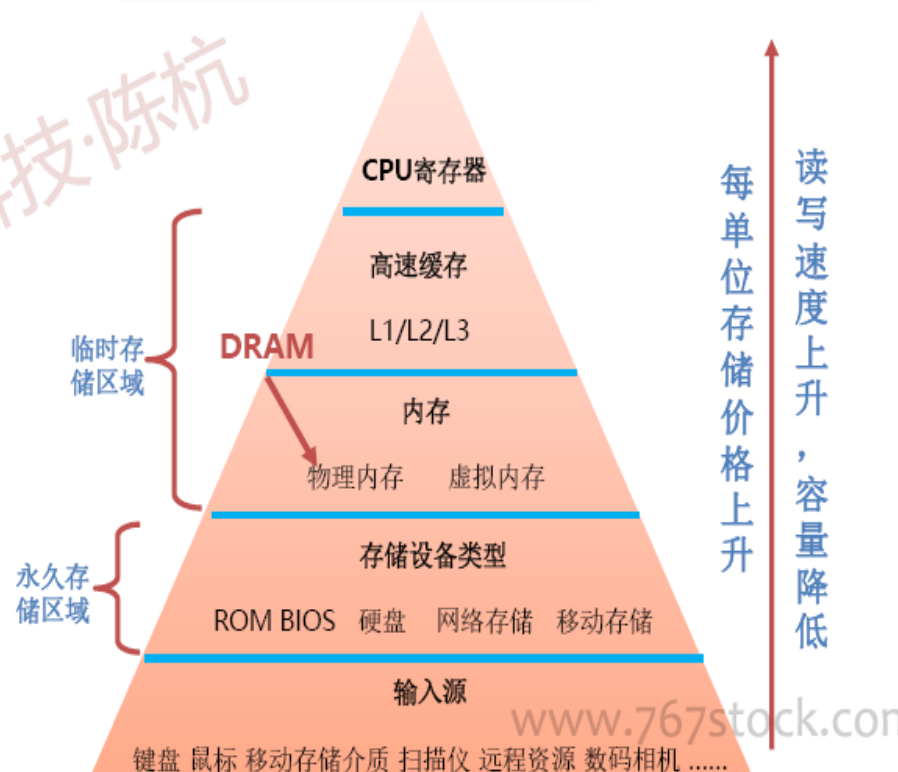 技·陈杭
CPU寄存器
高速缓存
L1/L2/L3
DRAM
临时存
储区域
内存
物理内存 虚拟内存
存储设备类型
永久存
储区域
ROM BIOS 硬盘 网络存储 移动存储
输入源
键盘 鼠标 移动存储介质 扫描仪 远程资源 数码相机 ......
每单位存储价格上升
读写速度上升，容量降低
www.767stock.com